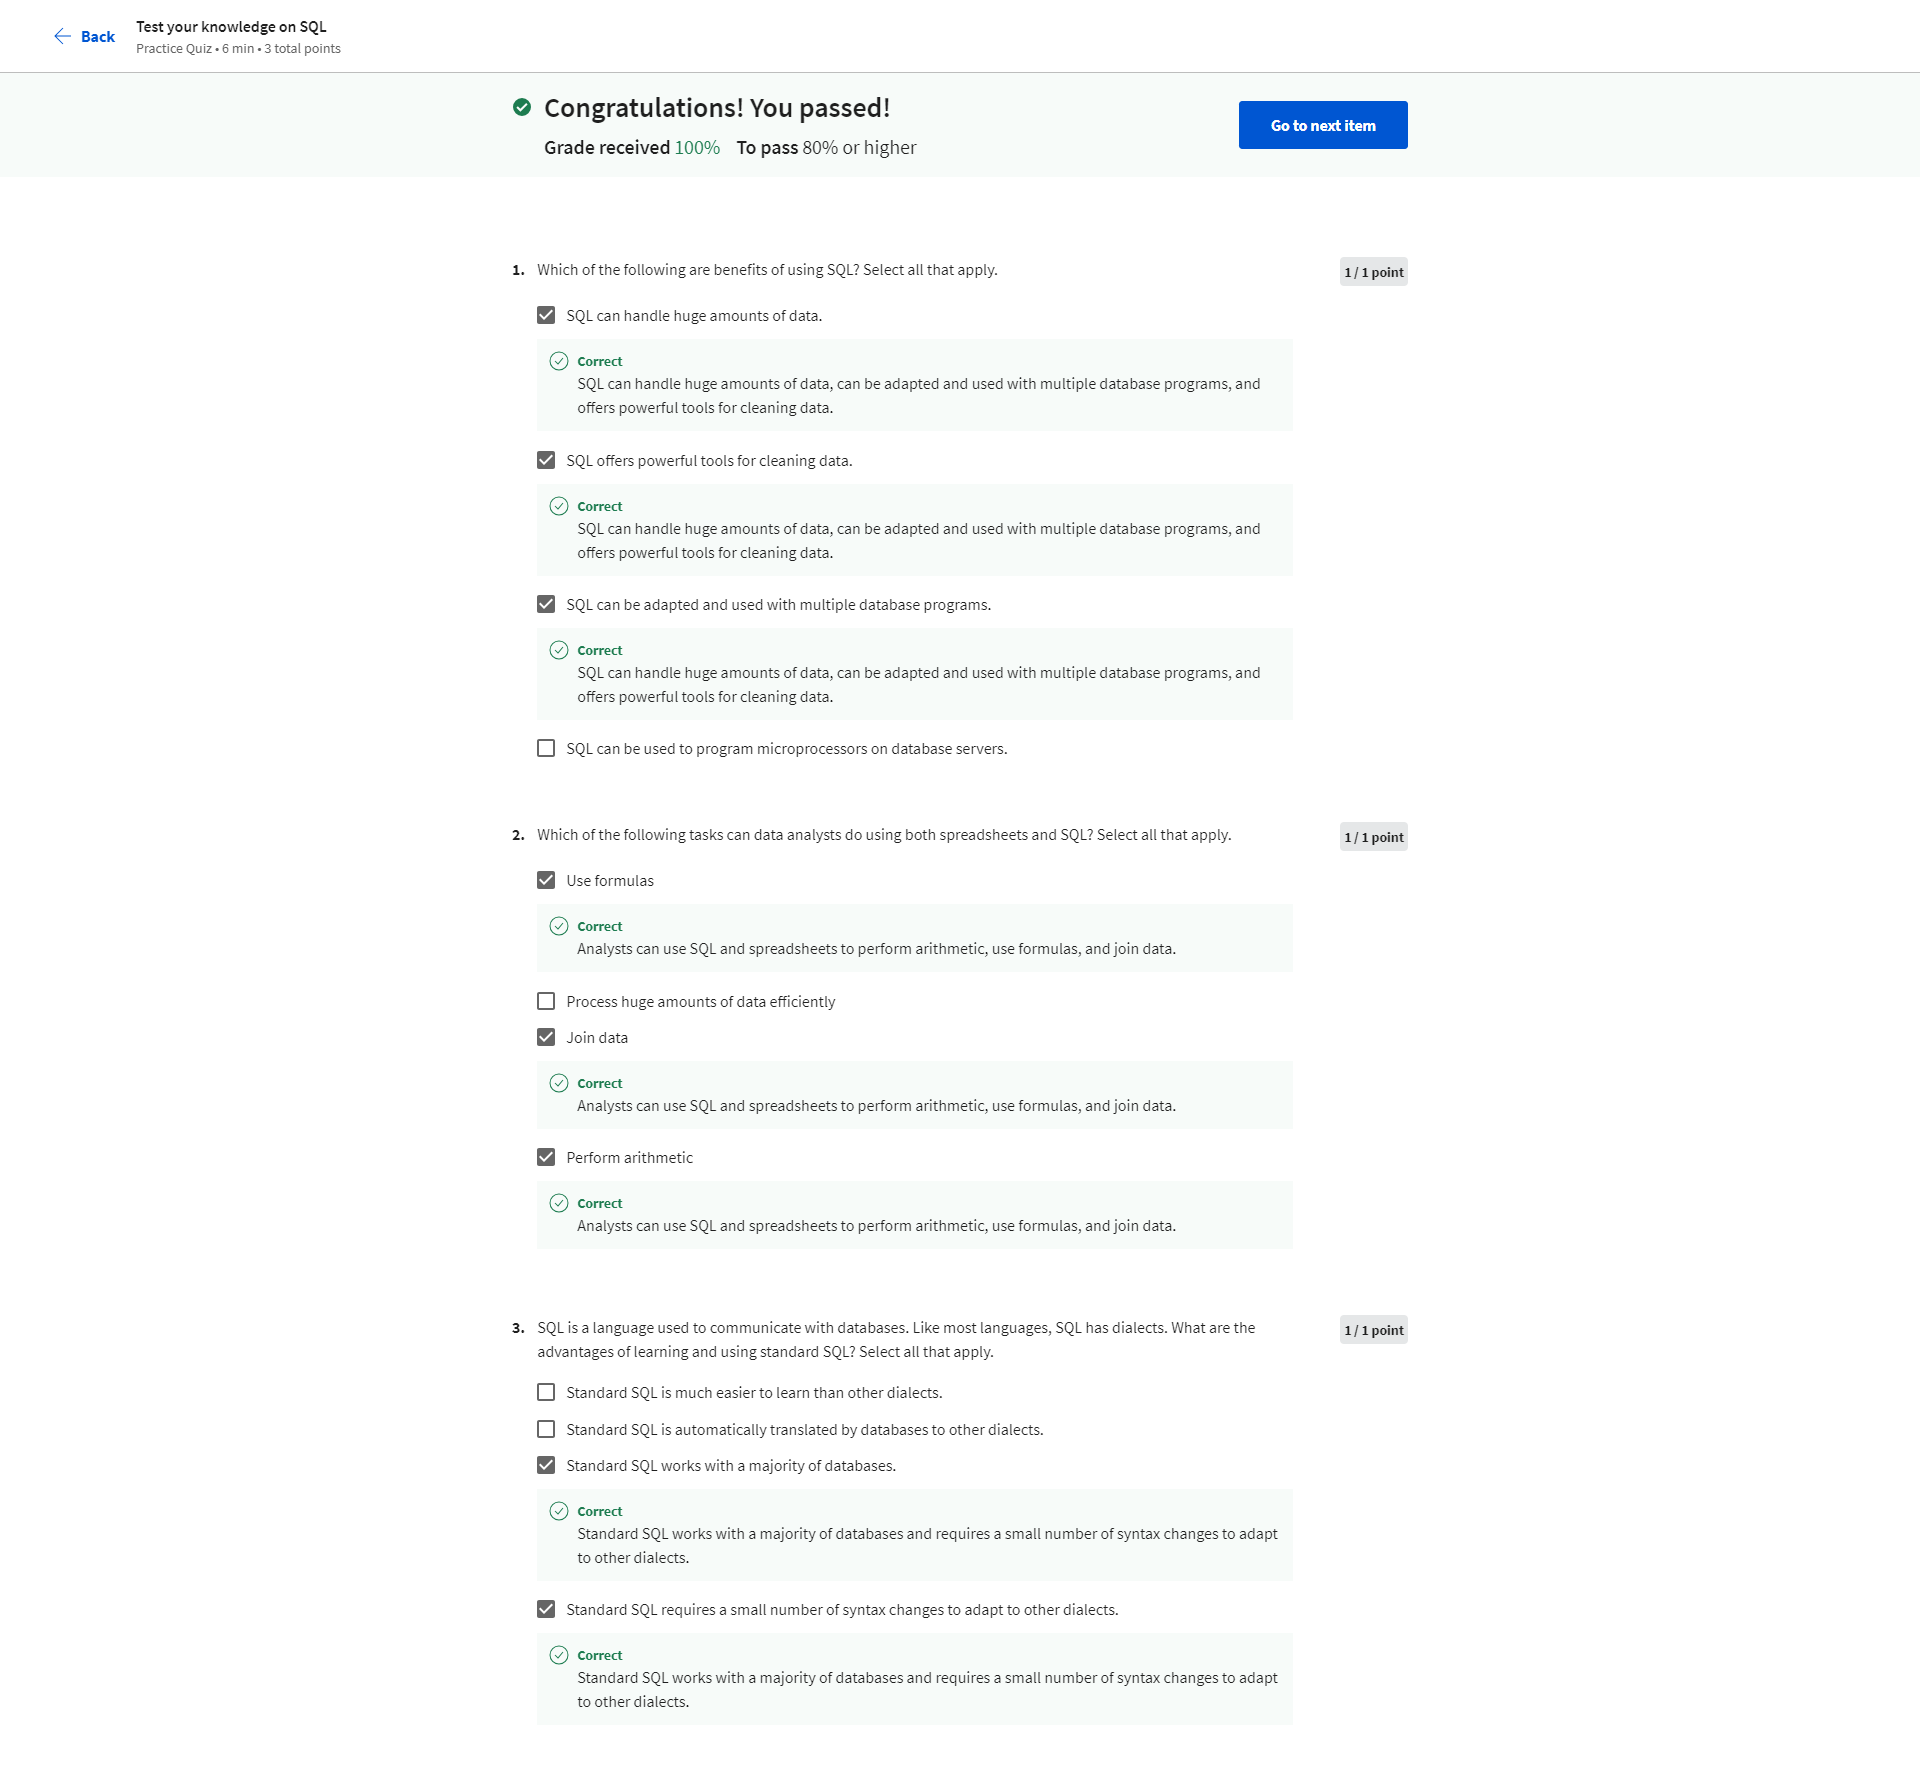 Back
Test your knowledge on SQL
Practice Quiz • 6 min • 3 total points
Congratulations! You passed!
Grade received 100% To pass 80% or higher
Go to next item
1. Which of the following are benefits of using SQL? Select all that apply.
1 / 1 point
SQL can handle huge amounts of data.
Correct
SQL can handle huge amounts of data, can be adapted and used with multiple database programs, and
offers powerful tools for cleaning data.
SQL offers powerful tools for cleaning data.
Correct
SQL can handle huge amounts of data, can be adapted and used with multiple database programs, and
offers powerful tools for cleaning data.
SQL can be adapted and used with multiple database programs.
Correct
SQL can handle huge amounts of data, can be adapted and used with multiple database programs, and
offers powerful tools for cleaning data.
SQL can be used to program microprocessors on database servers.
2. Which of the following tasks can data analysts do using both spreadsheets and SQL? Select all that apply.
1 / 1 point
Use formulas
Correct
Analysts can use SQL and spreadsheets to perform arithmetic, use formulas, and join data.
Process huge amounts of data efficiently
Join data
Correct
Analysts can use SQL and spreadsheets to perform arithmetic, use formulas, and join data.
Perform arithmetic
Correct
Analysts can use SQL and spreadsheets to perform arithmetic, use formulas, and join data.
3. SQL is a language used to communicate with databases. Like most languages, SQL has dialects. What are the
advantages of learning and using standard SQL? Select all that apply.
1 / 1 point
Standard SQL is much easier to learn than other dialects.
Standard SQL is automatically translated by databases to other dialects.
Standard SQL works with a majority of databases.
Correct
Standard SQL works with a majority of databases and requires a small number of syntax changes to adapt
to other dialects.
Standard SQL requires a small number of syntax changes to adapt to other dialects.
Correct
Standard SQL works with a majority of databases and requires a small number of syntax changes to adapt
to other dialects.